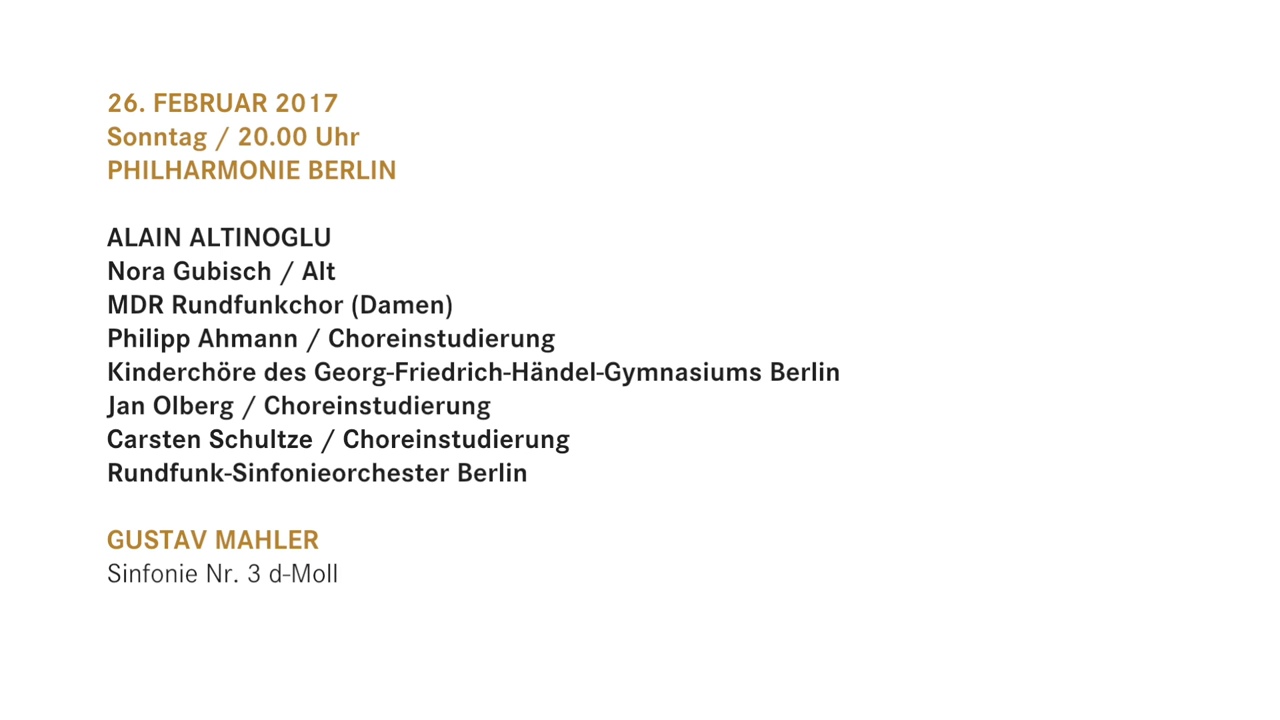 26. FEBRUAR 2017
Sonntag / 20.00 Uhr
PHILHARMONIE BERLIN
ALAIN ALTINOGLU
Nora Gubisch / Alt
MDR Rundfunkchor (Damen)
Philipp Ahmann / Choreinstudierung
Kinderchöre des Georg-Friedrich-Händel-Gymnasiums Berlin
Jan Olberg / Choreinstudierung
Carsten Schultze / Choreinstudierung
Rundfunk-Sinfonieorchester Berlin
GUSTAV MAHLER
Sinfonie Nr. 3 d-Moll